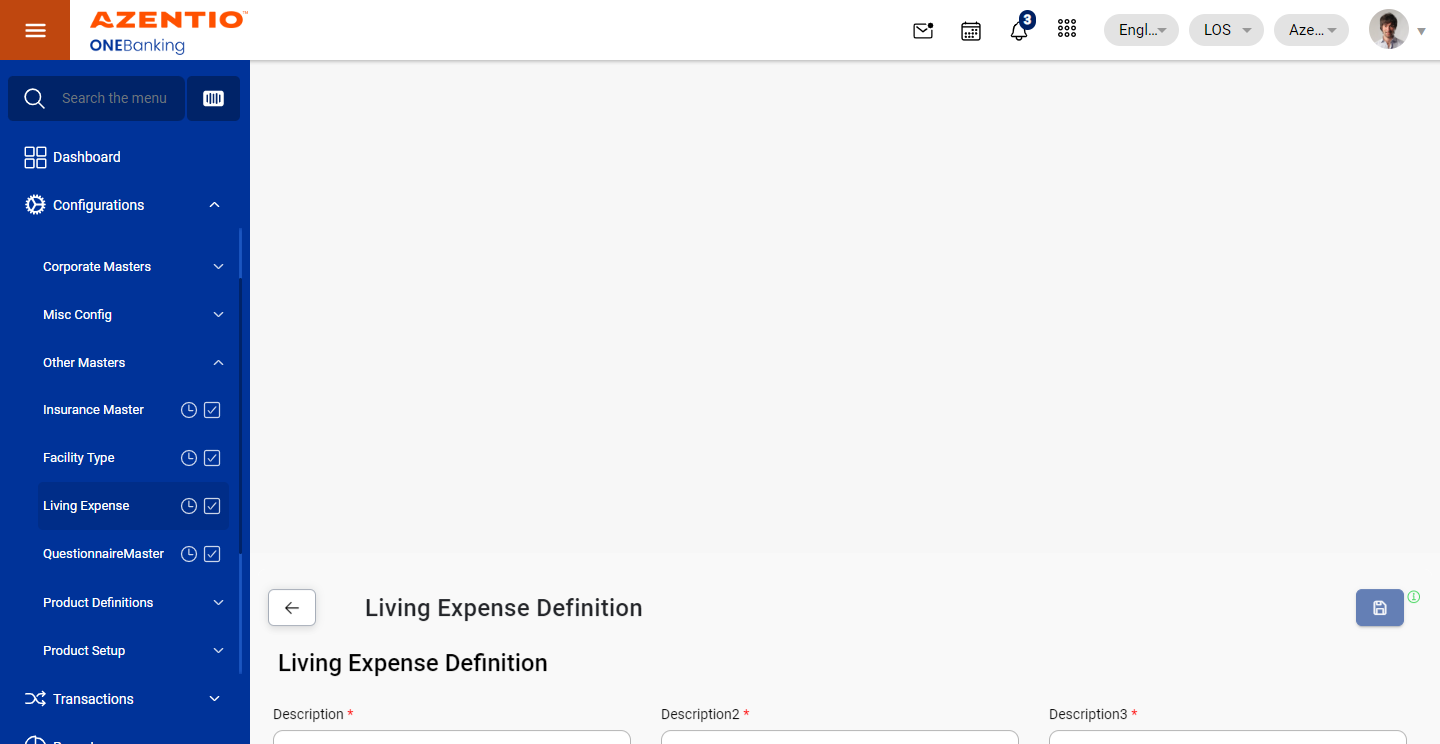 AZENTIO™
ONEBanking
3
Engl...
LOS
Aze...
Search the menu
Dashboard
Configurations
Corporate Masters
Misc Config
Other Masters
Insurance Master
Facility Type
Living Expense
QuestionnaireMaster
Product Definitions
Product Setup
Transactions
Living Expense Definition
Living Expense Definition
Description *
Description2 *
Description3 *